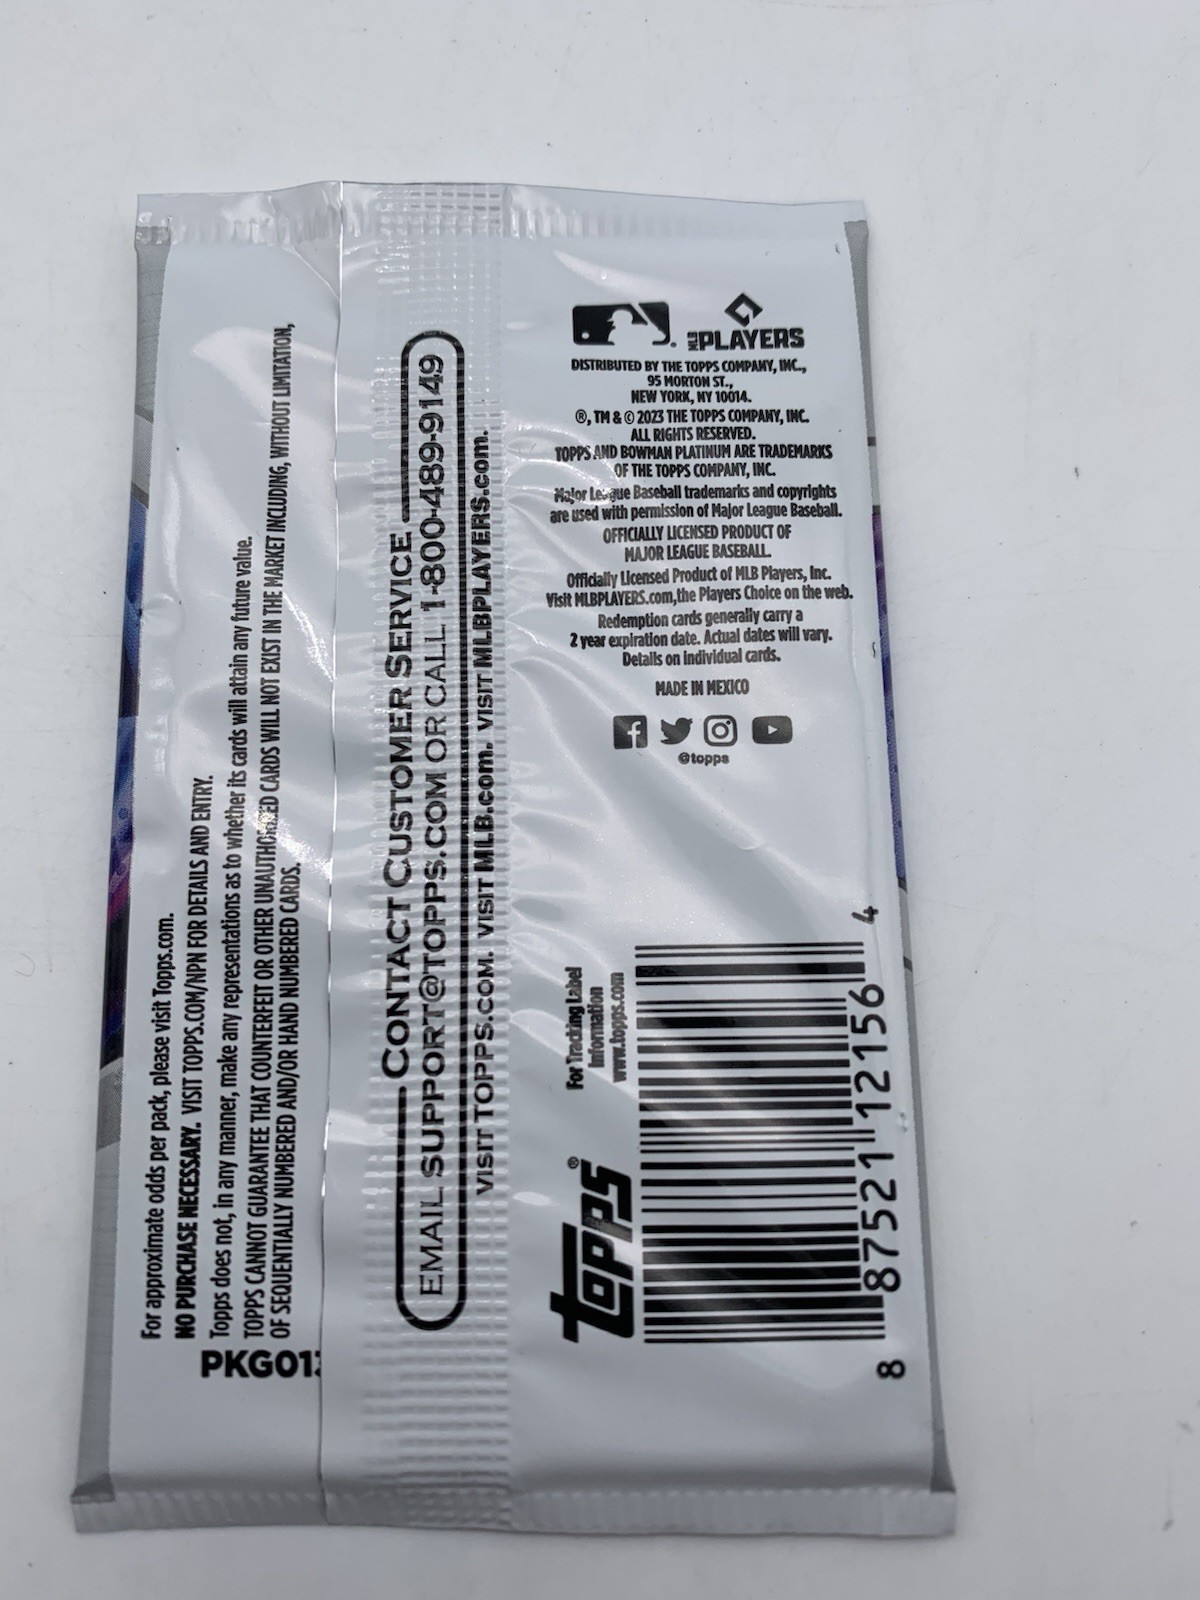 MLB PLAYERS
DISTRIBUTED BY THE TOPPS COMPANY, INC.,
95 MORTON ST.,
NEW YORK, NY 10014.
®, TM & © 2023 THE TOPPS COMPANY, INC.
ALL RIGHTS RESERVED.
TOPPS AND BOWMAN PLATINUM ARE TRADEMARKS
OF THE TOPPS COMPANY, INC.
Major League Baseball trademarks and copyrights
are used with permission of Major League Baseball.
OFFICIALLY LICENSED PRODUCT OF
MAJOR LEAGUE BASEBALL.
Officially Licensed Product of MLB Players, Inc.
Visit MLBPLAYERS.com,the Players Choice on the web.
Redemption cards generally carry a
2 year expiration date. Actual dates will vary.
Details on individual cards.
MADE IN MEXICO
@topps
For approximate odds per pack, please visit Topps.com.
NO PURCHASE NECESSARY. VISIT TOPPS.COM/NPN FOR DETAILS AND ENTRY.
Topps does not, in any manner, make any representations as to whether its cards will attain any future value.
TOPPS CANNOT GUARANTEE THAT COUNTERFEIT OR OTHER UNAUTHORIZED CARDS WILL NOT EXIST IN THE MARKET INCLUDING, WITHOUT LIMITATION,
OF SEQUENTIALLY NUMBERED AND/OR HAND NUMBERED CARDS.
PKG01
CONTACT CUSTOMER SERVICE
EMAIL SUPPORT@TOPPS.COM OR CALL 1-800-489-9149
VISIT TOPPS.COM. VISIT MLB.com. VISIT MLBPLAYERS.com.
topps®
For Tracking Label
Information
www.topps.com
8 87521 12156 4